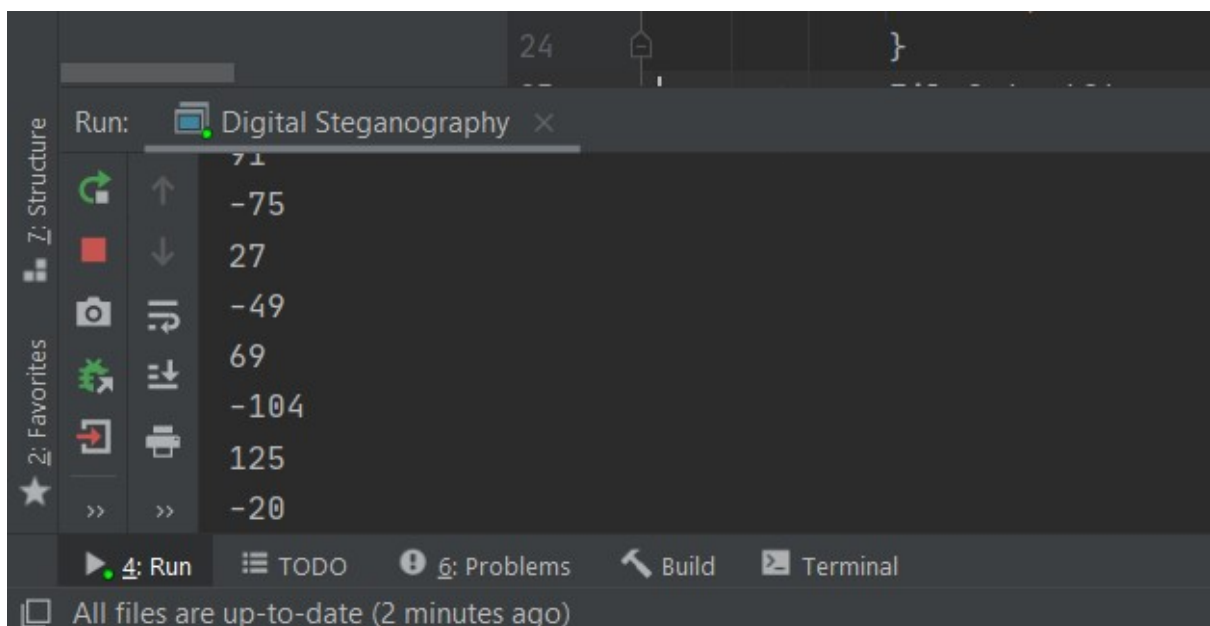 24 }
Run: Digital Steganography ×
91
-75
27
-49
69
-104
125
-20
7: Structure
2: Favorites
4: Run TODO 6: Problems Build Terminal
All files are up-to-date (2 minutes ago)